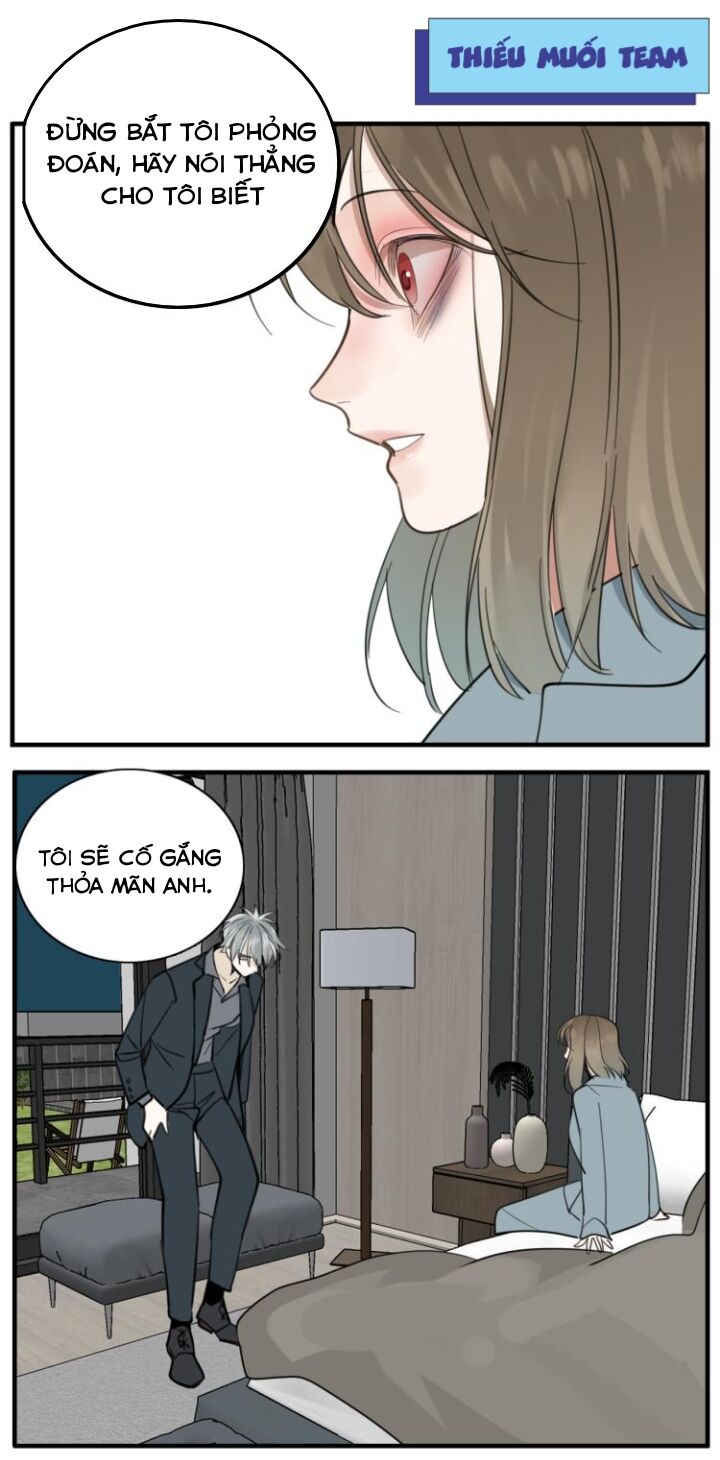 THIẾU MUỐI TEAM
ĐỪNG BẮT TÔI PHỎNG
ĐOÁN, HÃY NÓI THẲNG
CHO TÔI BIẾT
TÔI SẼ CỐ GẮNG
THỎA MÃN ANH.